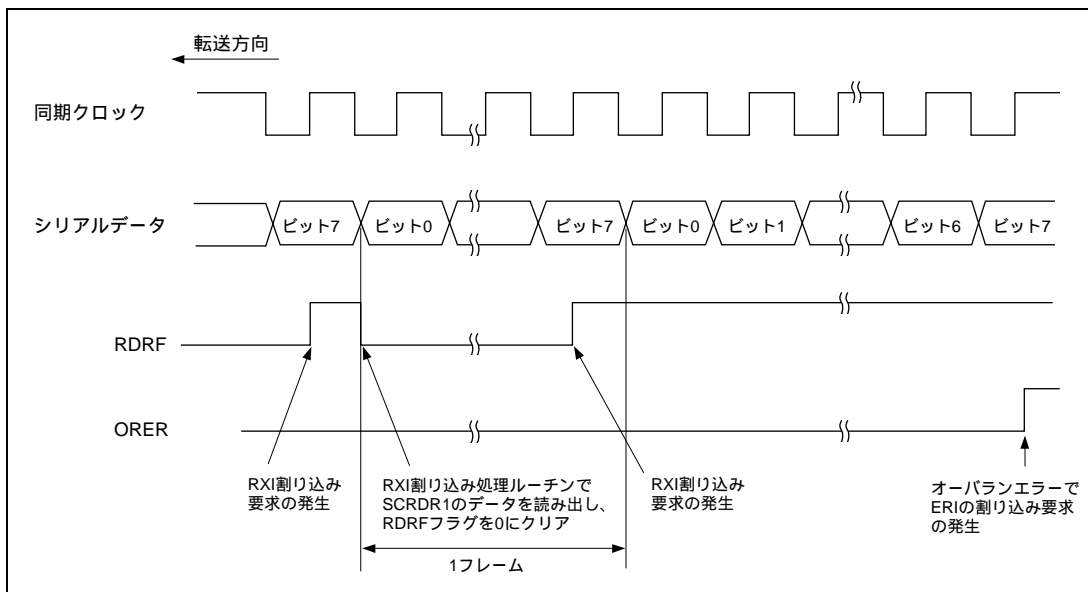 転送方向
同期クロック
シリアルデータ
ビット7
ビット0
ビット7
ビット0
ビット1
ビット6
ビット7
RDRF
ORER
RXI割り込み
要求の発生
RXI割り込み処理ルーチンで
SCRDR1のデータを読み出し、
RDRFフラグを0にクリア
RXI割り込み
要求の発生
オーバランエラーで
ERIの割り込み要求
の発生
1フレーム